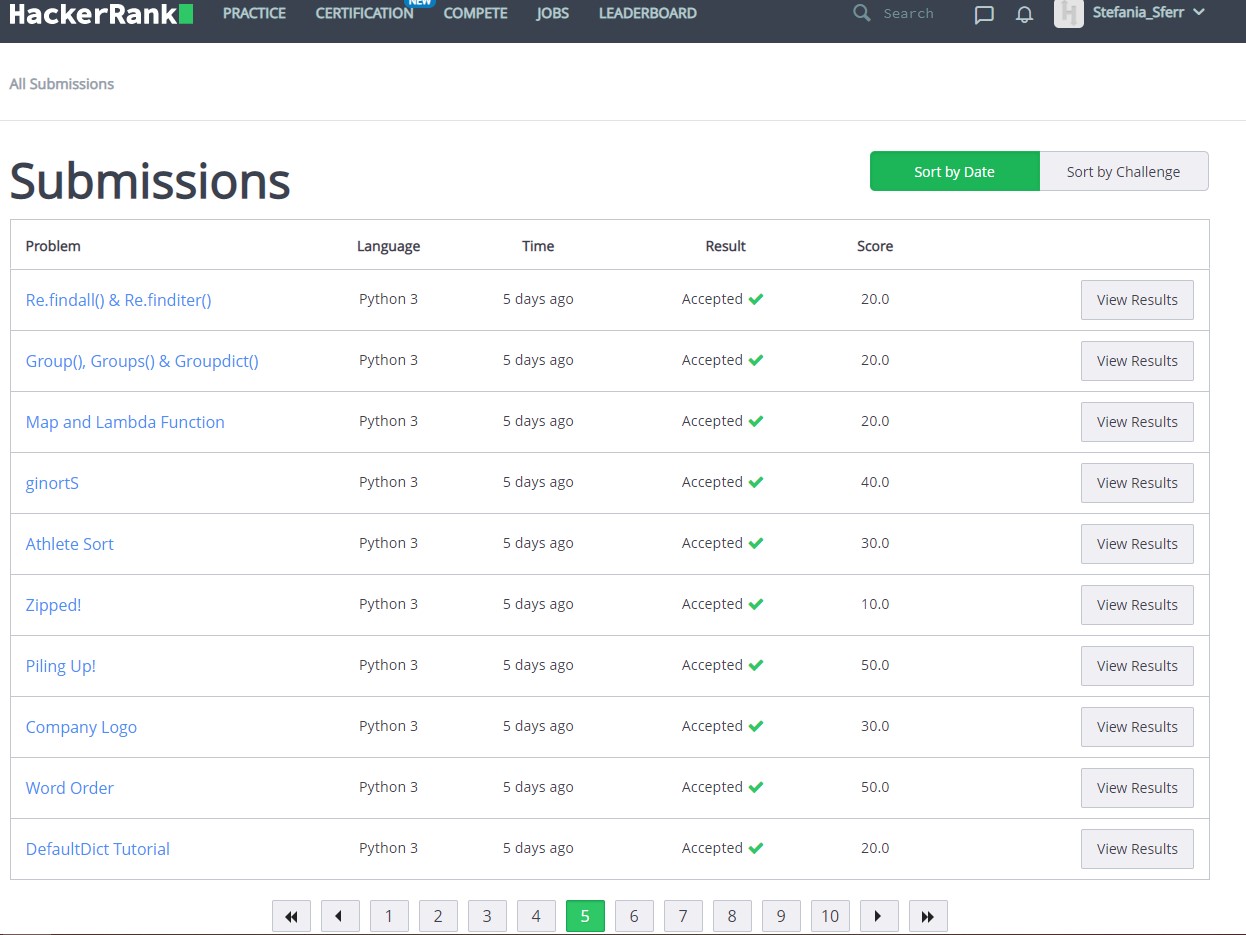 HackerRank PRACTICE CERTIFICATION NEW COMPETE JOBS LEADERBOARD Search Stefania_Sferr
All Submissions
Submissions Sort by Date Sort by Challenge
Problem Language Time Result Score
Re.findall() & Re.finditer() Python 3 5 days ago Accepted 20.0 View Results
Group(), Groups() & Groupdict() Python 3 5 days ago Accepted 20.0 View Results
Map and Lambda Function Python 3 5 days ago Accepted 20.0 View Results
ginortS Python 3 5 days ago Accepted 40.0 View Results
Athlete Sort Python 3 5 days ago Accepted 30.0 View Results
Zipped! Python 3 5 days ago Accepted 10.0 View Results
Piling Up! Python 3 5 days ago Accepted 50.0 View Results
Company Logo Python 3 5 days ago Accepted 30.0 View Results
Word Order Python 3 5 days ago Accepted 50.0 View Results
DefaultDict Tutorial Python 3 5 days ago Accepted 20.0 View Results
1 2 3 4 5 6 7 8 9 10